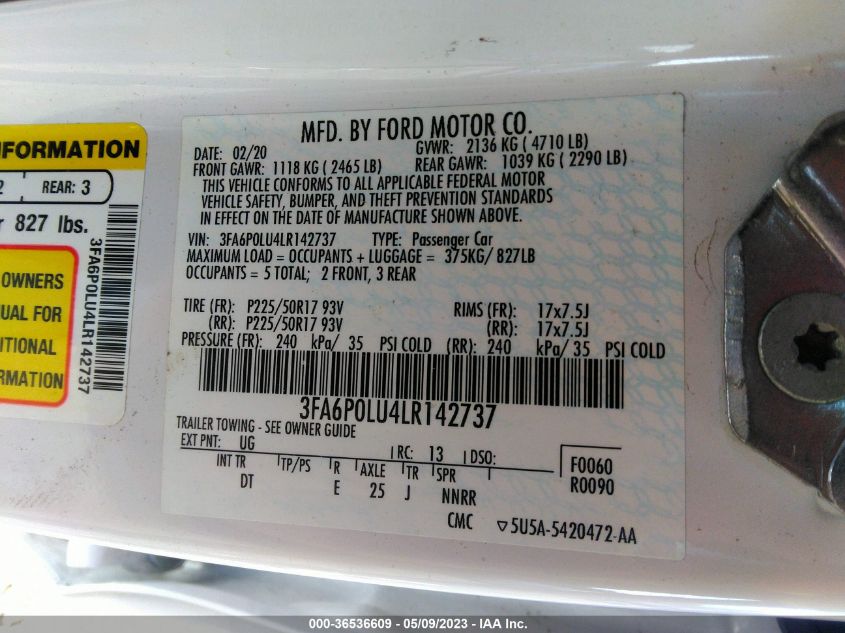 NFORMATION
2 REAR: 3
r 827 lbs.
OWNERS
NUAL FOR
ITIONAL
RMATION
3FA6P0LU4LR142737
MFD. BY FORD MOTOR CO.
DATE: 02/20 GVWR: 2136 KG ( 4710 LB)
FRONT GAWR: 1118 KG ( 2465 LB) REAR GAWR: 1039 KG ( 2290 LB)
THIS VEHICLE CONFORMS TO ALL APPLICABLE FEDERAL MOTOR
VEHICLE SAFETY, BUMPER, AND THEFT PREVENTION STANDARDS
IN EFFECT ON THE DATE OF MANUFACTURE SHOWN ABOVE.
VIN: 3FA6P0LU4LR142737 TYPE: Passenger Car
MAXIMUM LOAD = OCCUPANTS + LUGGAGE = 375KG/ 827LB
OCCUPANTS = 5 TOTAL; 2 FRONT, 3 REAR
TIRE (FR): P225/50R17 93V RIMS (FR): 17x7.5J
(RR): P225/50R17 93V (RR): 17x7.5J
PRESSURE (FR): 240 kPa/ 35 PSI COLD (RR): 240 kPa/ 35 PSI COLD
3FA6P0LU4LR142737
TRAILER TOWING - SEE OWNER GUIDE
EXT PNT: UG RC: 13 DSO: F0060
INT TR TP/PS R AXLE TR SPR R0090
DT E 25 J NNRR
CMC ▽5U5A-5420472-AA
000-36536609 - 05/09/2023 - IAA Inc.